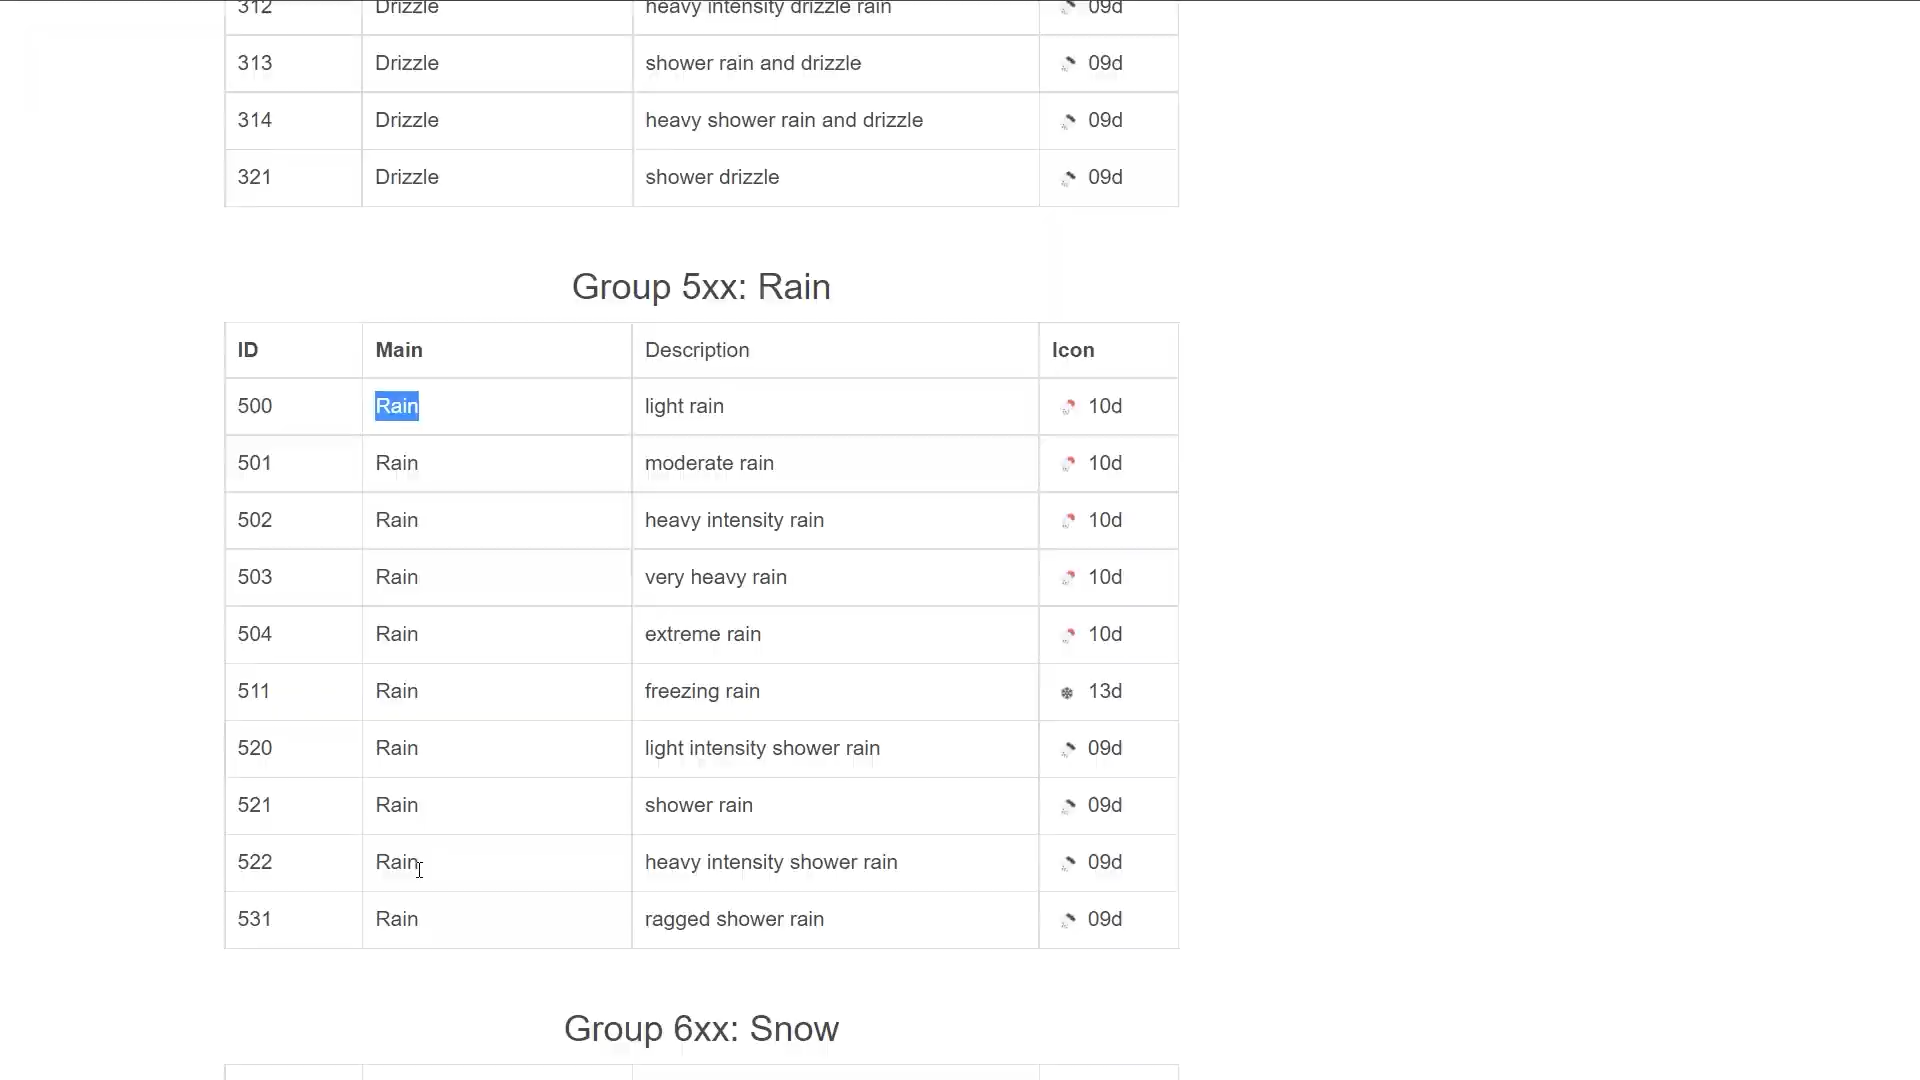 312 Drizzle heavy intensity drizzle rain 09d
313 Drizzle shower rain and drizzle 09d
314 Drizzle heavy shower rain and drizzle 09d
321 Drizzle shower drizzle 09d
Group 5xx: Rain
ID Main Description Icon
500 Rain light rain 10d
501 Rain moderate rain 10d
502 Rain heavy intensity rain 10d
503 Rain very heavy rain 10d
504 Rain extreme rain 10d
511 Rain freezing rain 13d
520 Rain light intensity shower rain 09d
521 Rain shower rain 09d
522 Rain heavy intensity shower rain 09d
531 Rain ragged shower rain 09d
Group 6xx: Snow